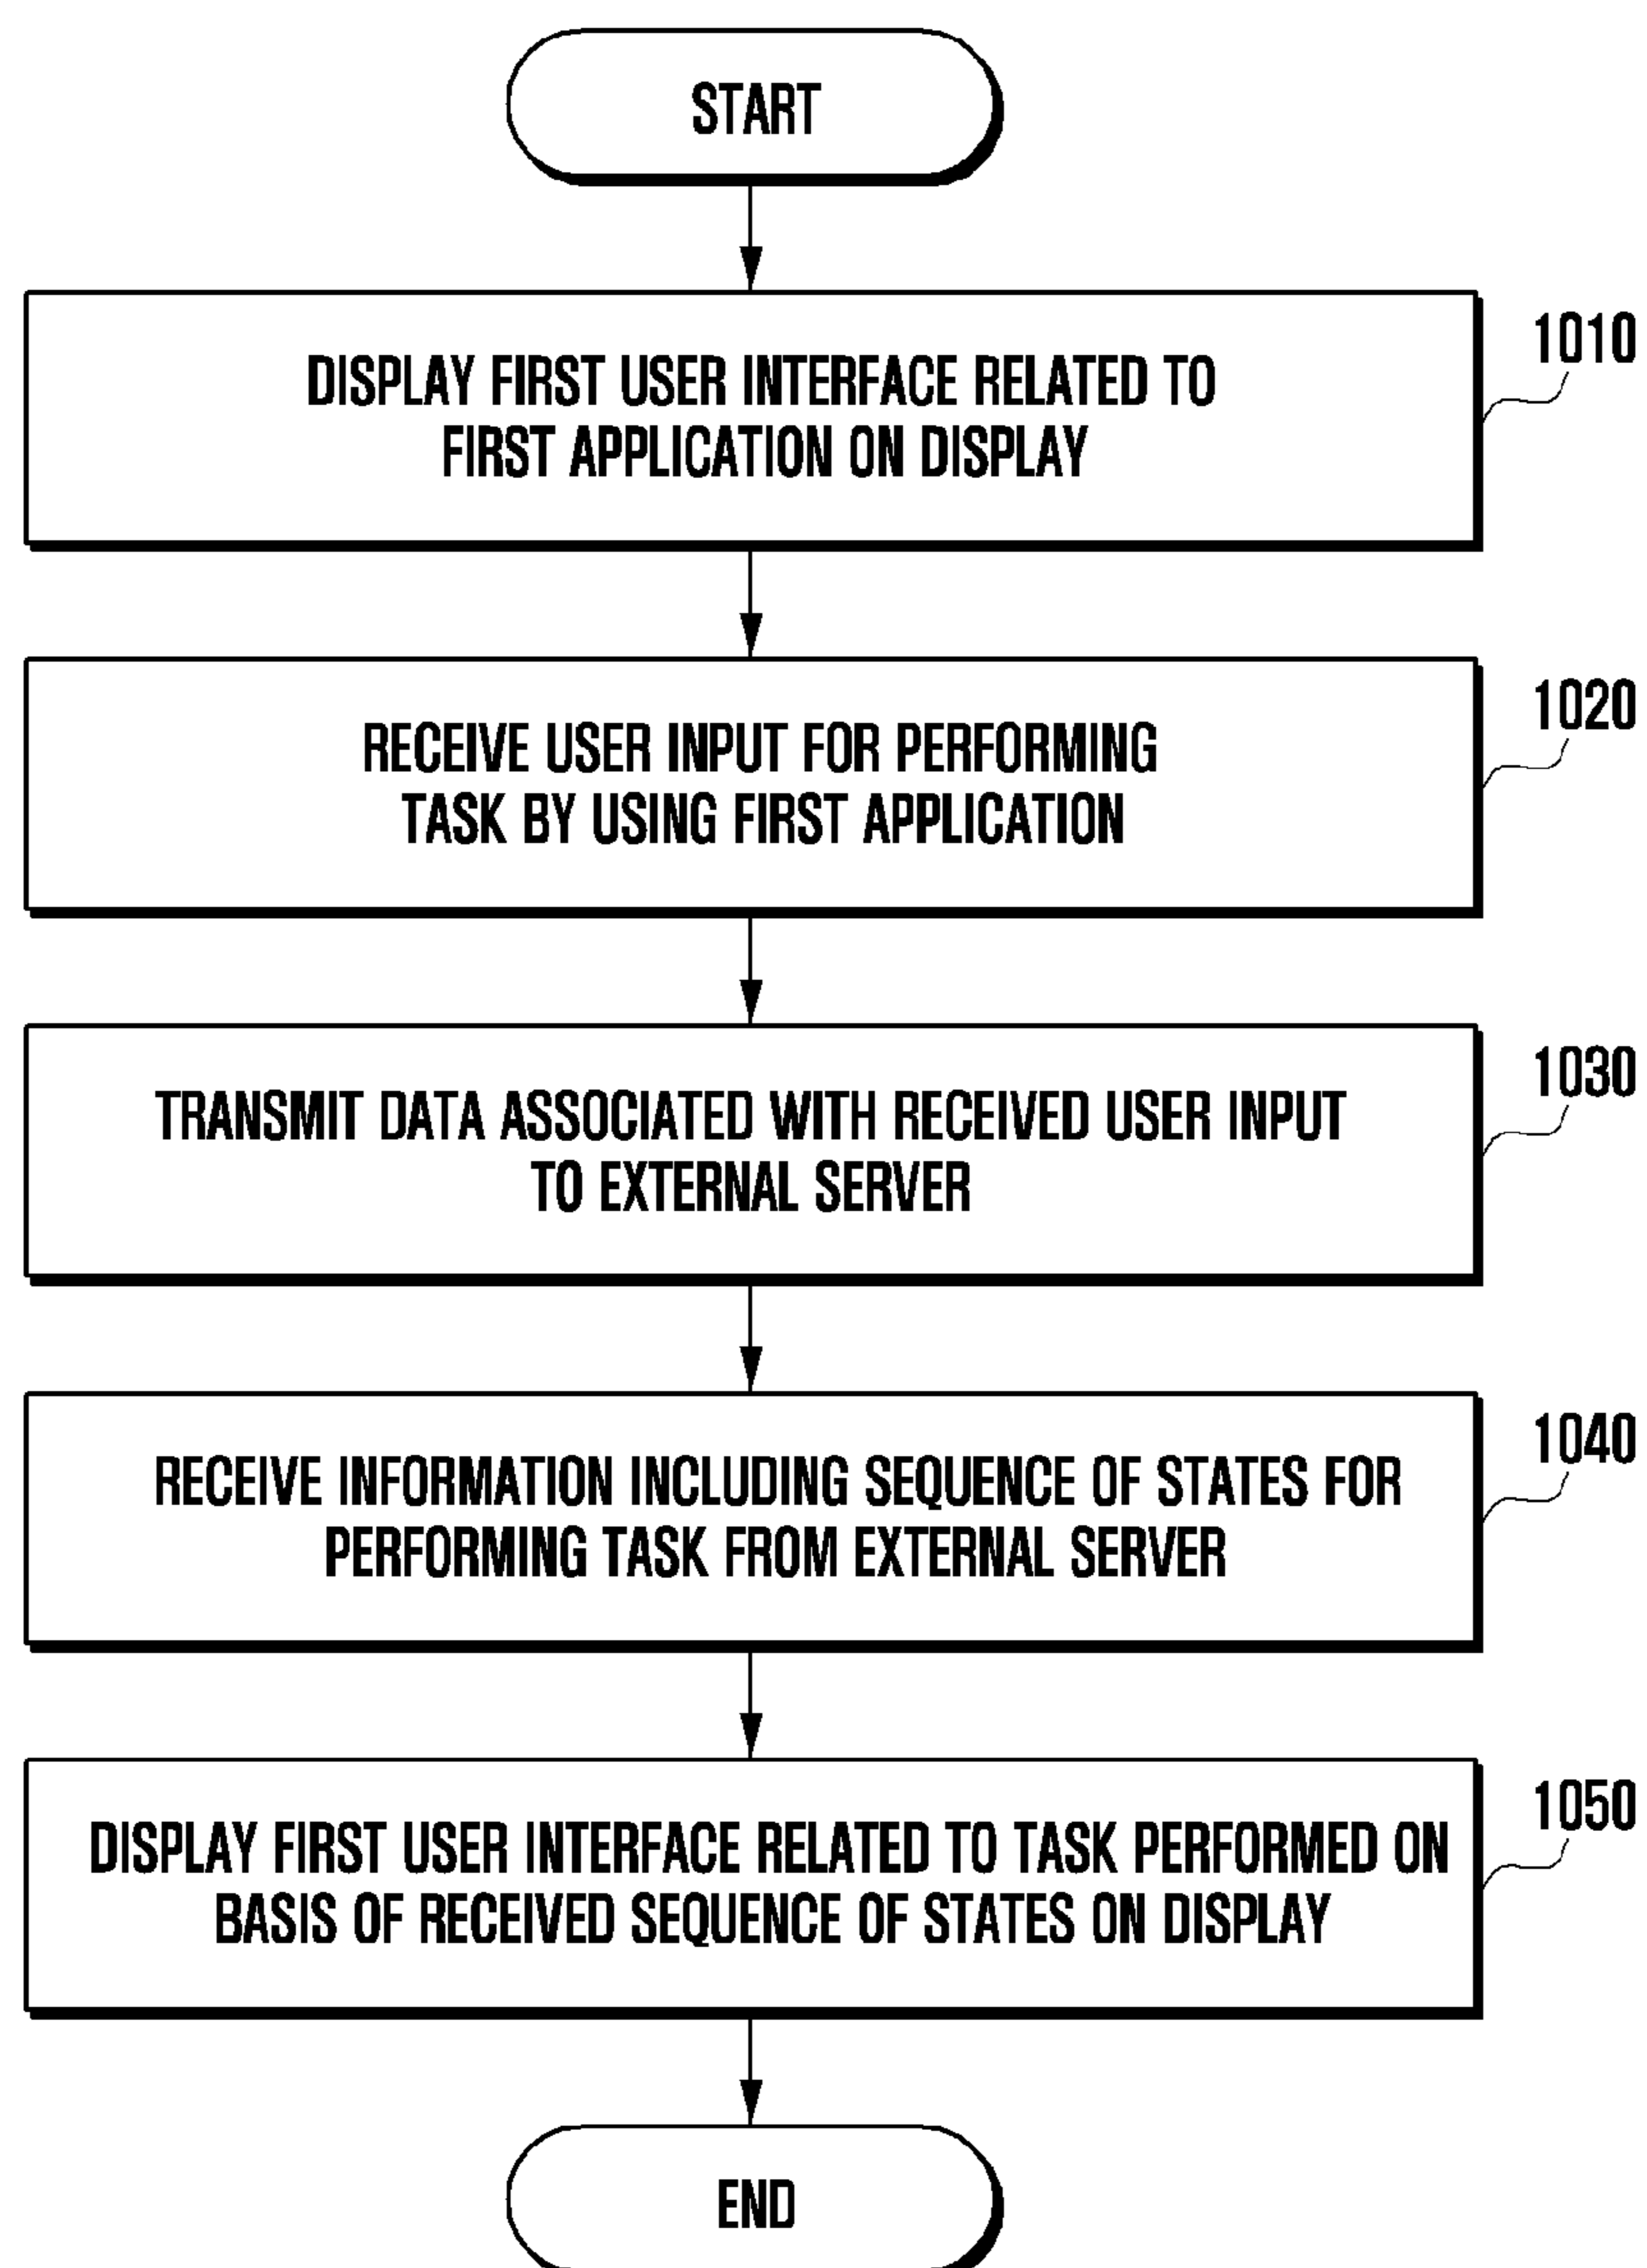 START
DISPLAY FIRST USER INTERFACE RELATED TO
FIRST APPLICATION ON DISPLAY
1010
RECEIVE USER INPUT FOR PERFORMING
TASK BY USING FIRST APPLICATION
1020
TRANSMIT DATA ASSOCIATED WITH RECEIVED USER INPUT
TO EXTERNAL SERVER
1030
RECEIVE INFORMATION INCLUDING SEQUENCE OF STATES FOR
PERFORMING TASK FROM EXTERNAL SERVER
1040
DISPLAY FIRST USER INTERFACE RELATED TO TASK PERFORMED ON
BASIS OF RECEIVED SEQUENCE OF STATES ON DISPLAY
1050
END